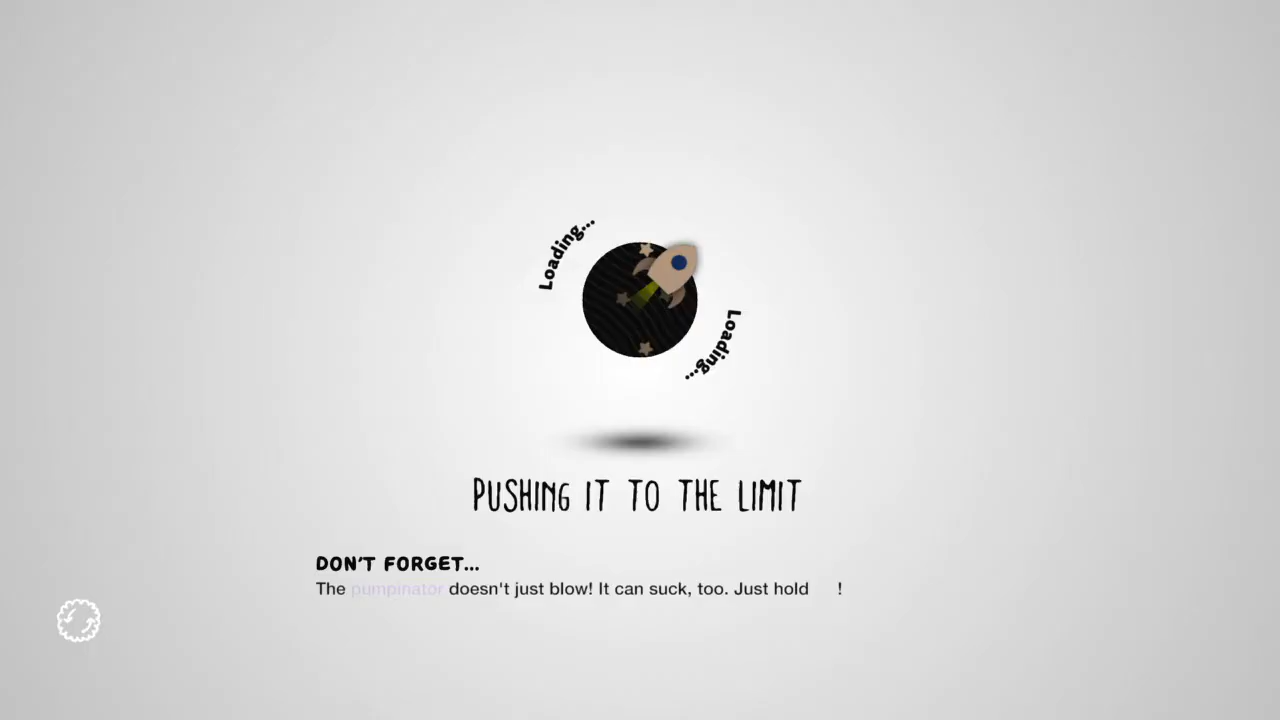 Loading...
Loading...
PUSHING IT TO THE LIMIT
DON'T FORGET...
The pumpinator doesn't just blow! It can suck, too. Just hold !